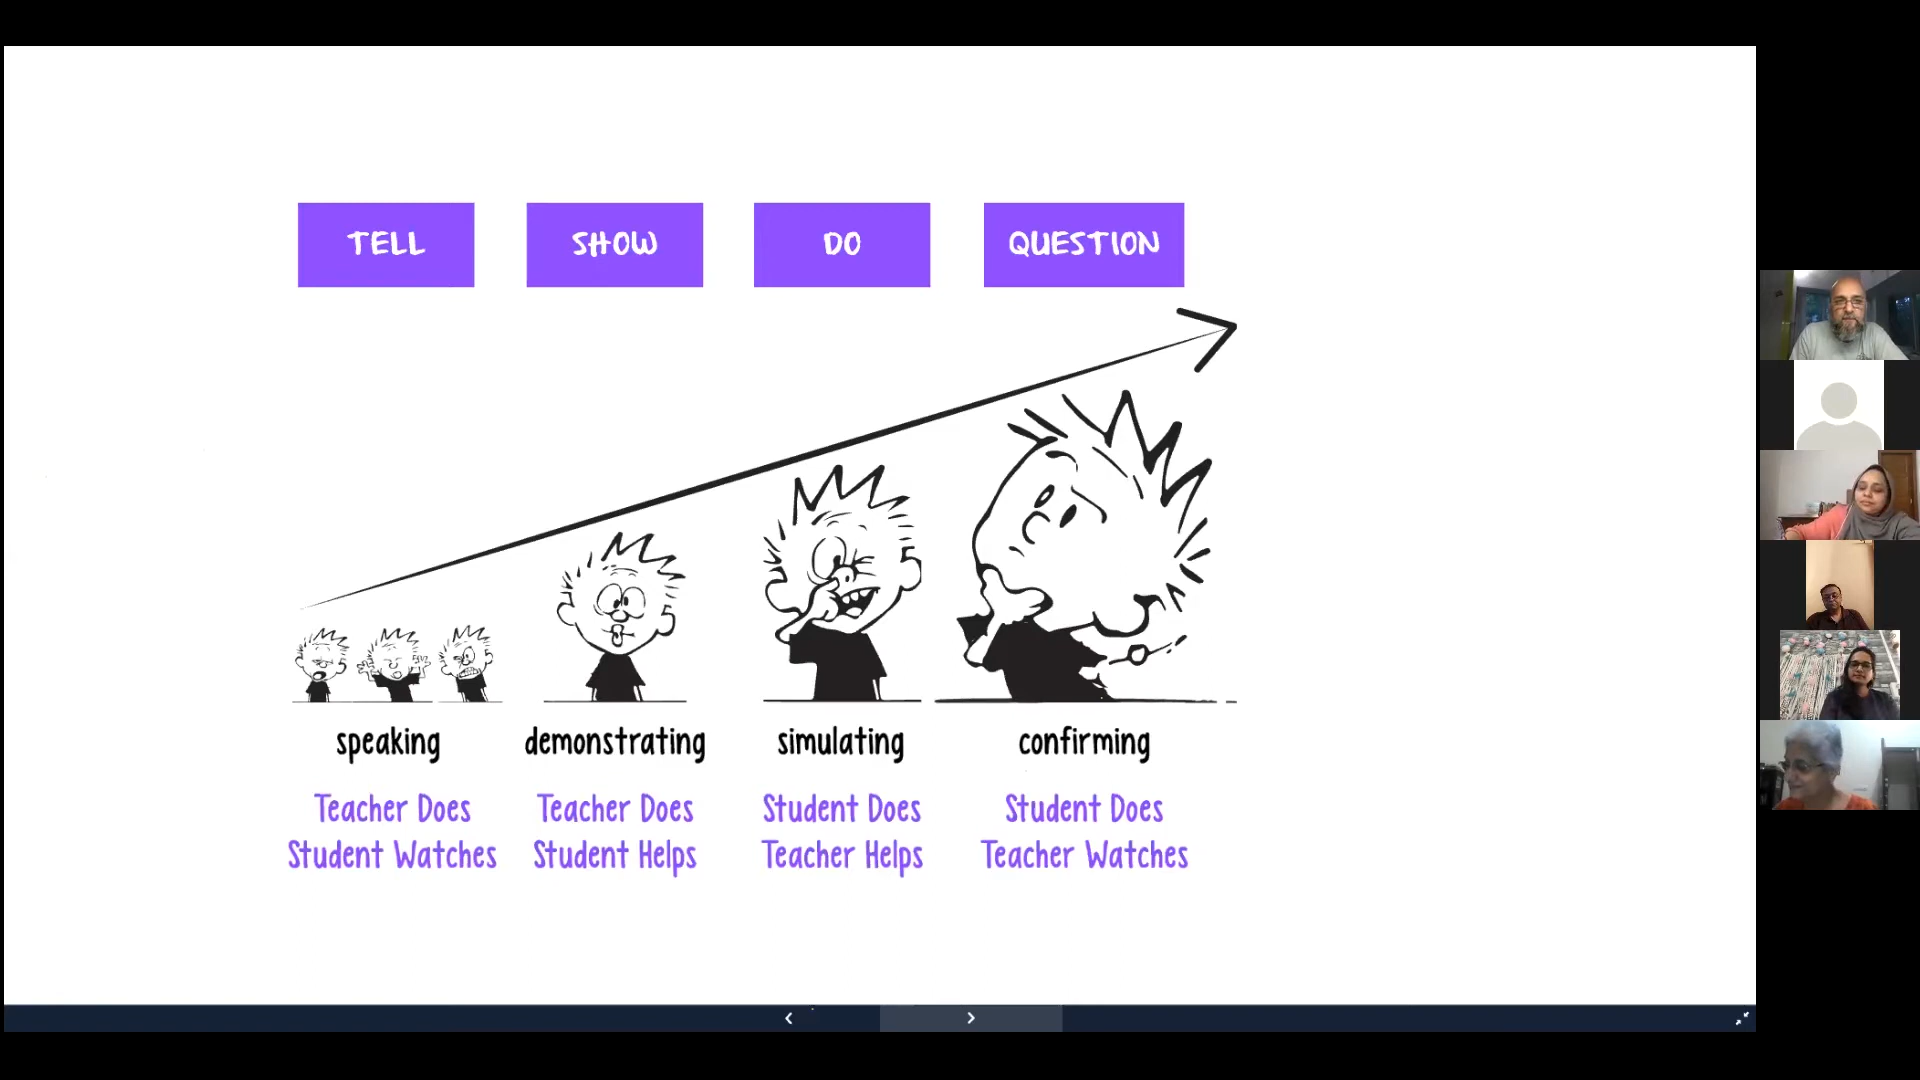 TELL
SHOW
DO
QUESTION
speaking
demonstrating
simulating
confirming
Teacher Does
Student Watches
Teacher Does
Student Helps
Student Does
Teacher Helps
Student Does
Teacher Watches